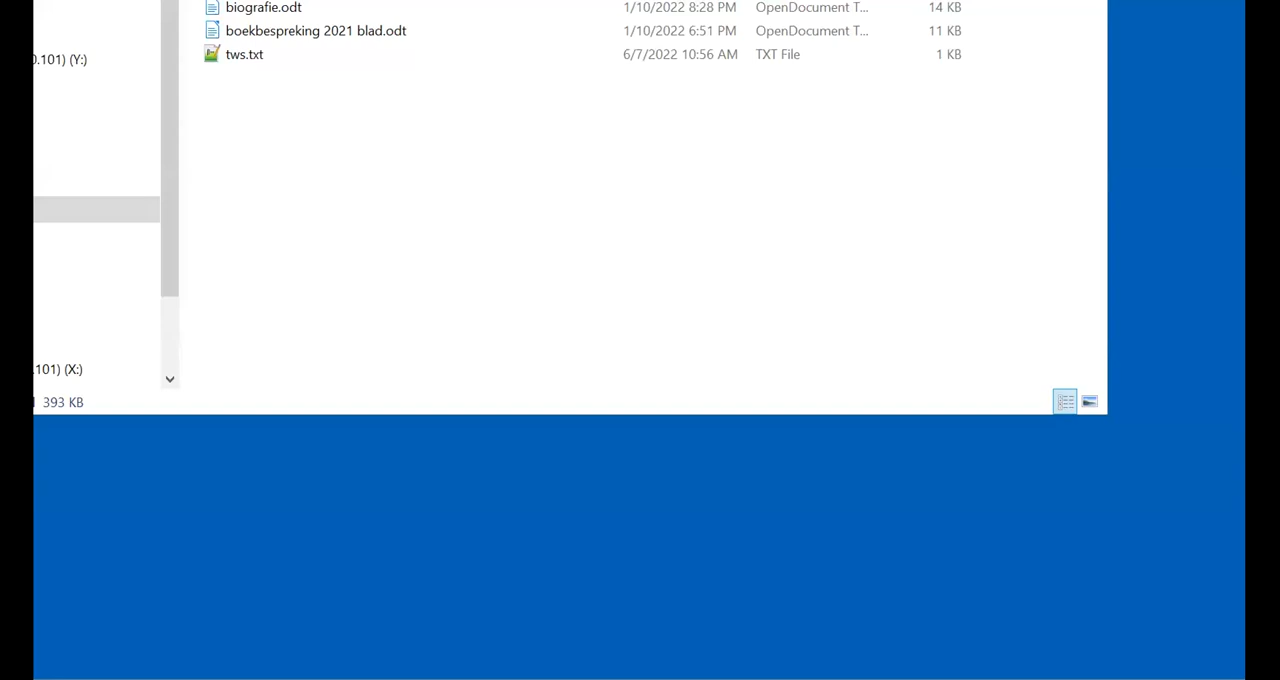 biografie.odt 1/10/2022 8:28 PM OpenDocument T... 14 KB
boekbespreking 2021 blad.odt 1/10/2022 6:51 PM OpenDocument T... 11 KB
tws.txt 6/7/2022 10:56 AM TXT File 1 KB
0.101) (Y:)
.101) (X:)
393 KB